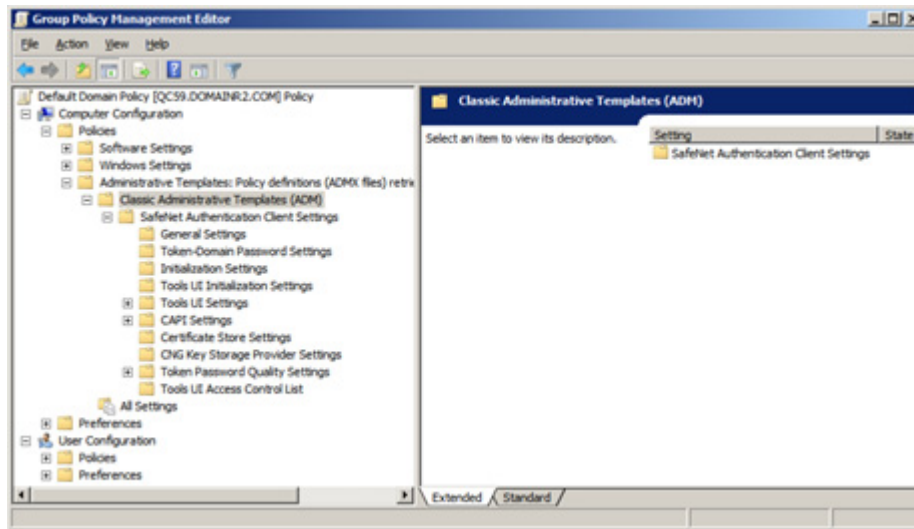 Group Policy Management Editor
File Action View Help
Default Domain Policy [QC59.DOMAINR2.COM] Policy
Computer Configuration
Policies
Software Settings
Windows Settings
Administrative Templates: Policy definitions (ADMX files) retri
Classic Administrative Templates (ADM)
SafeNet Authentication Client Settings
General Settings
Token-Domain Password Settings
Initialization Settings
Tools UI Initialization Settings
Tools UI Settings
CAPI Settings
Certificate Store Settings
CNG Key Storage Provider Settings
Token Password Quality Settings
Tools UI Access Control List
All Settings
Preferences
User Configuration
Policies
Preferences
Classic Administrative Templates (ADM)
Select an item to view its description.
Setting State
SafeNet Authentication Client Settings
Extended Standard